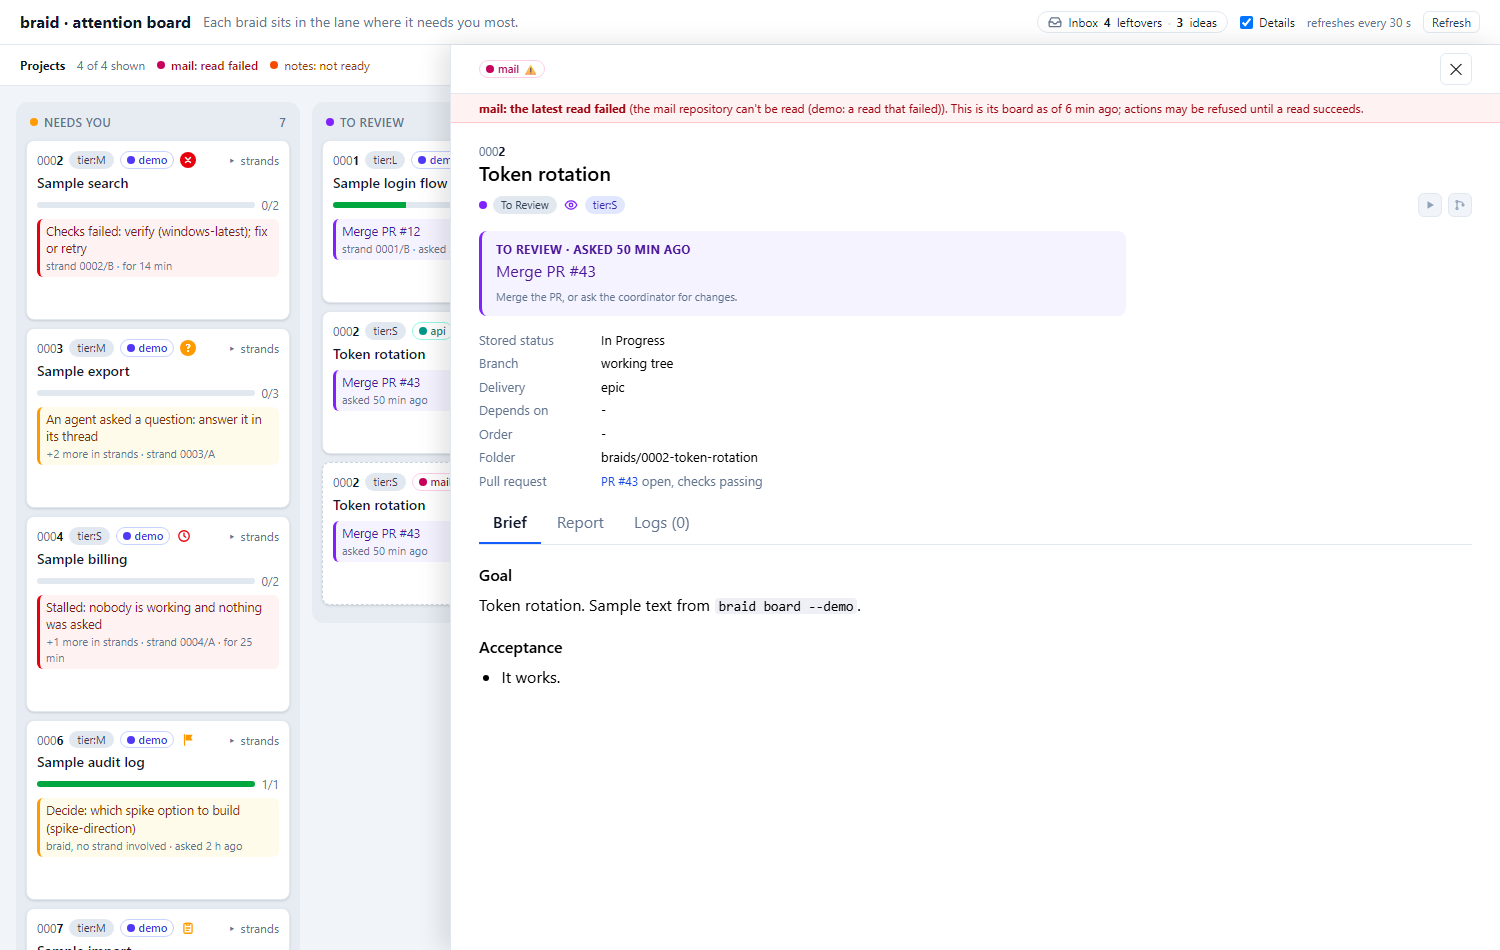 braid · attention board Each braid sits in the lane where it needs you most.
Inbox 4 leftovers · 3 ideas Details refreshes every 30 s Refresh
Projects 4 of 4 shown mail: read failed notes: not ready
NEEDS YOU 7
0002 tier:M demo strands
Sample search
0/2
Checks failed: verify (windows-latest); fix
or retry
strand 0002/B · for 14 min
0003 tier:M demo ? strands
Sample export
0/3
An agent asked a question: answer it in
its thread
+2 more in strands · strand 0003/A
0004 tier:S demo strands
Sample billing
0/2
Stalled: nobody is working and nothing
was asked
+1 more in strands · strand 0004/A · for 25
min
0006 tier:M demo strands
Sample audit log
1/1
Decide: which spike option to build
(spike-direction)
braid, no strand involved · asked 2 h ago
0007 tier:M demo strands
TO REVIEW
0001 tier:L dem
Sample login flow
Merge PR #12
strand 0001/B · asked
0002 tier:S api
Token rotation
Merge PR #43
asked 50 min ago
0002 tier:S mail
Token rotation
Merge PR #43
asked 50 min ago
mail
mail: the latest read failed (the mail repository can't be read (demo: a read that failed)). This is its board as of 6 min ago; actions may be refused until a read succeeds.
0002
Token rotation
To Review tier:S
TO REVIEW · ASKED 50 MIN AGO
Merge PR #43
Merge the PR, or ask the coordinator for changes.
Stored status In Progress
Branch working tree
Delivery epic
Depends on -
Order -
Folder braids/0002-token-rotation
Pull request PR #43 open, checks passing
Brief Report Logs (0)
Goal
Token rotation. Sample text from braid board --demo.
Acceptance
• It works.